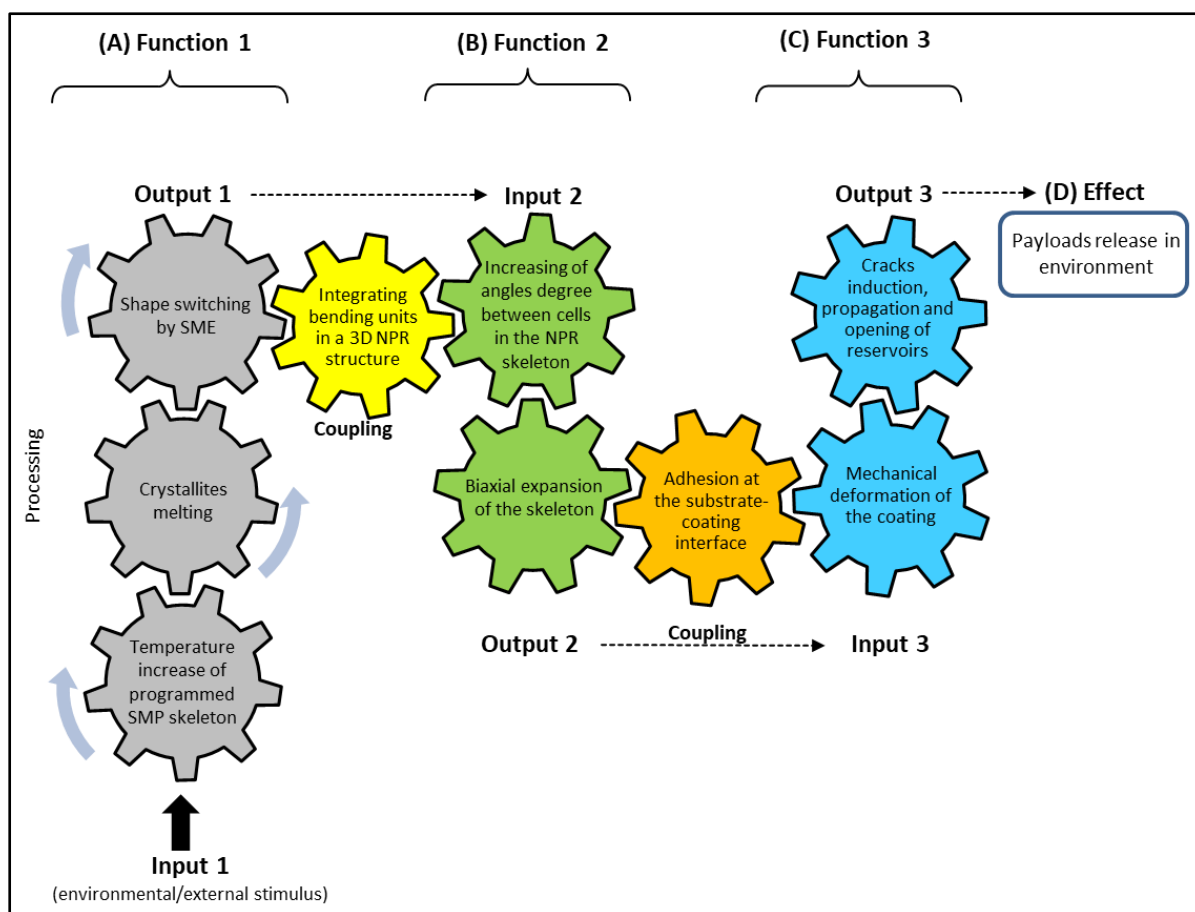 (A) Function 1
(B) Function 2
(C) Function 3
Output 1
Input 2
Output 3
(D) Effect
Payloads release in
environment
Shape switching
by SME
Integrating
bending units
in a 3D NPR
structure
Coupling
Increasing of
angles degree
between cells
in the NPR
skeleton
Cracks
induction,
propagation and
opening of
reservoirs
Processing
Crystallites
melting
Biaxial expansion
of the skeleton
Adhesion at
the substrate-
coating
interface
Mechanical
deformation of
the coating
Temperature
increase of
programmed
SMP skeleton
Output 2
Coupling
Input 3
Input 1
(environmental/external stimulus)